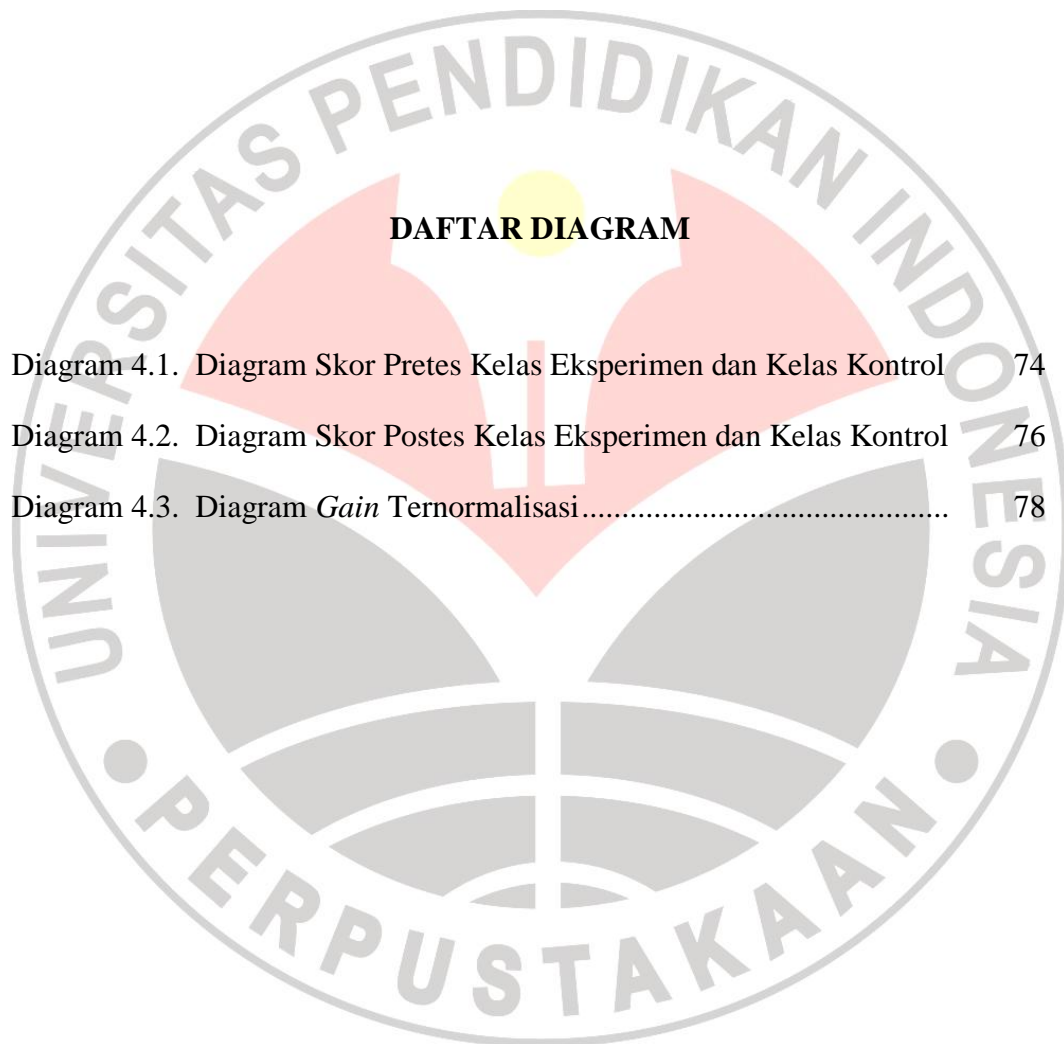 UNIVERSITAS PENDIDIKAN INDONESIA
DAFTAR DIAGRAM
Diagram 4.1. Diagram Skor Pretes Kelas Eksperimen dan Kelas Kontrol 74
Diagram 4.2. Diagram Skor Postes Kelas Eksperimen dan Kelas Kontrol 76
Diagram 4.3. Diagram Gain Ternormalisasi............................................. 78
PERPUSTAKAAN